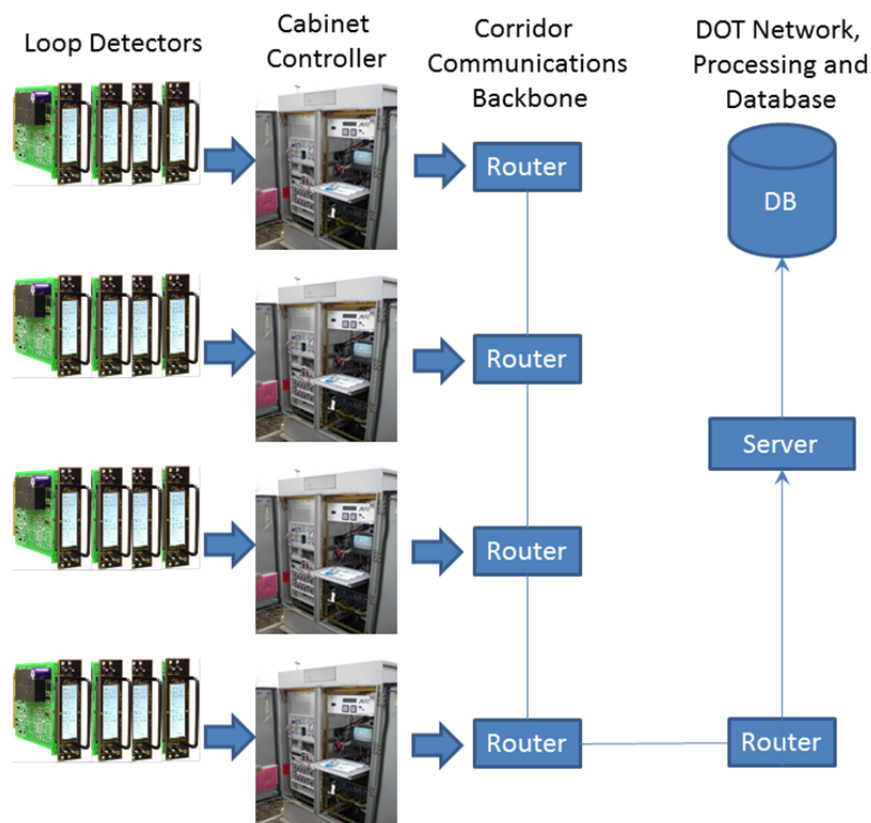 Loop Detectors
Cabinet
Controller
Corridor
Communications
Backbone
DOT Network,
Processing and
Database
Router
DB
Router
Server
Router
Router
Router